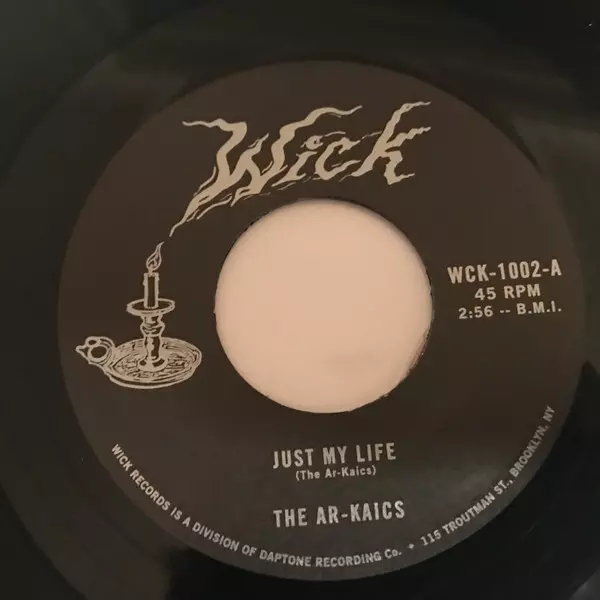 Wick
WCK-1002-A
45 RPM
2:56 -- B.M.I.
JUST MY LIFE
(The Ar-Kaics)
THE AR-KAICS
WICK RECORDS IS A DIVISION OF DAPTONE RECORDING Co. • 115 TROUTMAN ST., BROOKLYN, NY